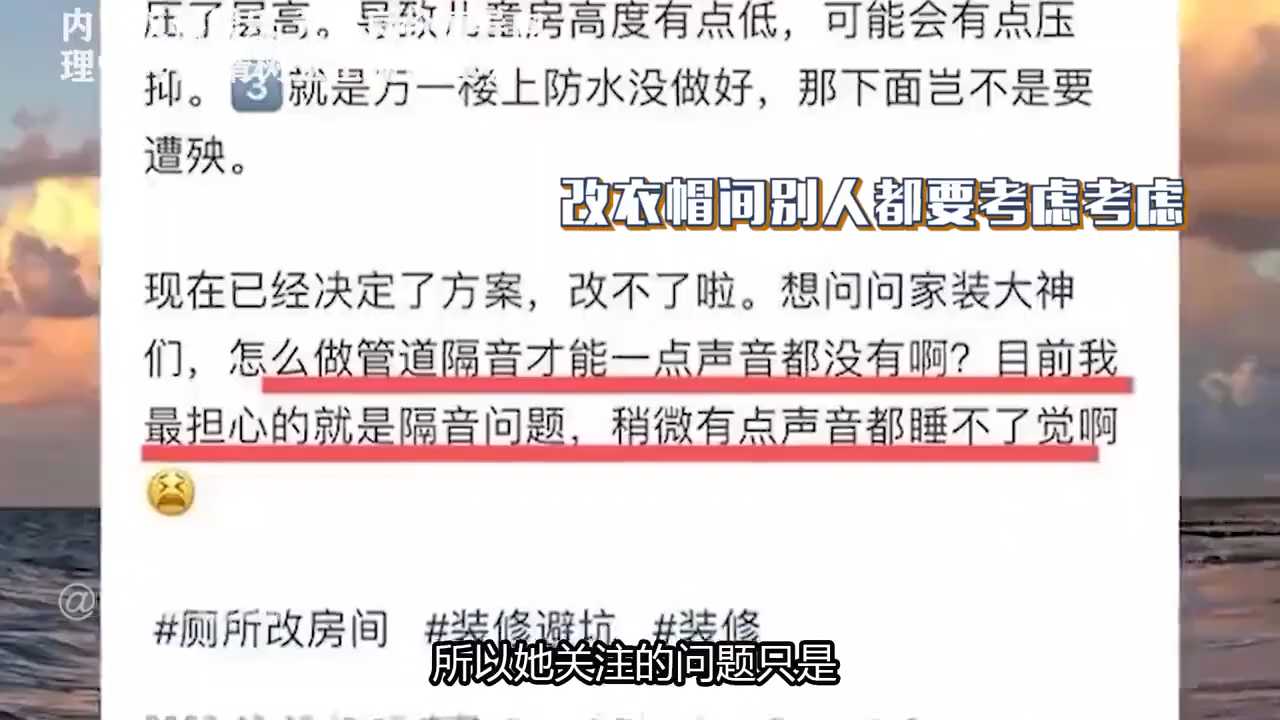 压了层高。导致儿童房高度有点低，可能会有点压
抑。3️⃣就是万一楼上防水没做好，那下面岂不是要
遭殃。
改衣帽间别人都要考虑考虑
现在已经决定了方案，改不了啦。想问问家装大神
们，怎么做管道隔音才能一点声音都没有啊？目前我
最担心的就是隔音问题，稍微有点声音都睡不了觉啊
😫
#厕所改房间 #装修避坑 #装修
所以她关注的问题只是